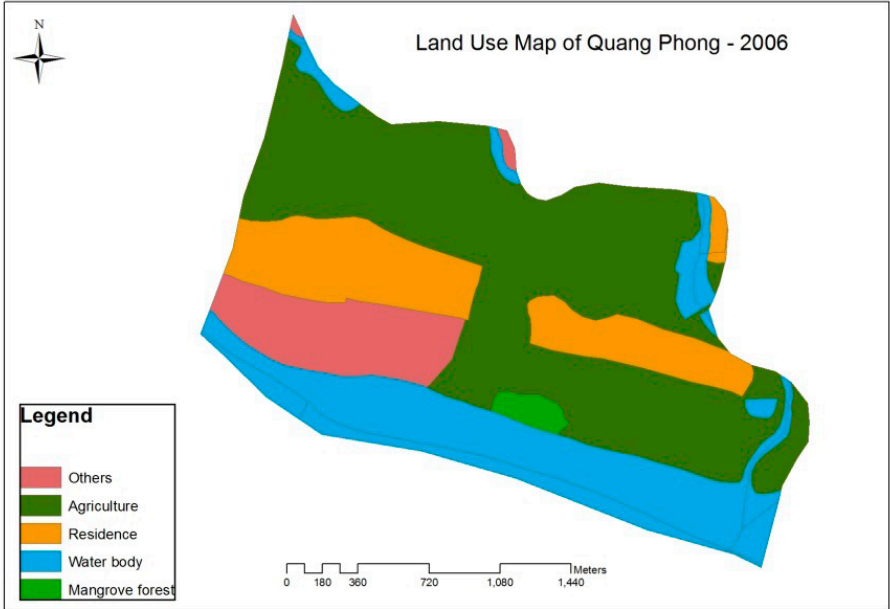 N
Land Use Map of Quang Phong - 2006
Legend
Others
Agriculture
Residence
Water body
Mangrove forest
Meters
0 180 360 720 1,080 1,440